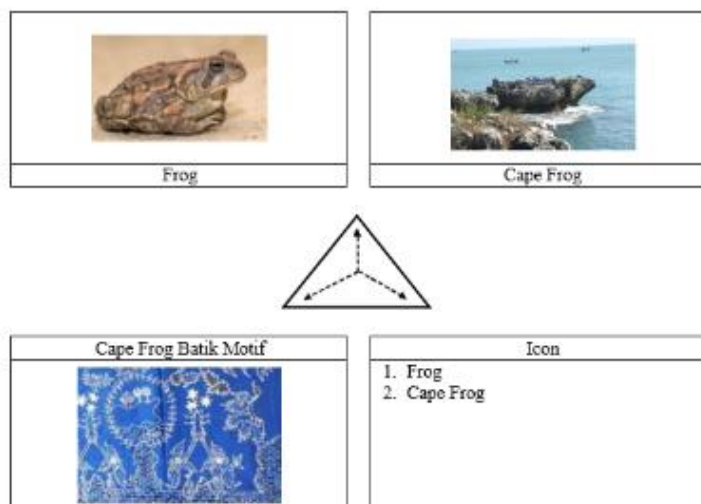 Frog
Cape Frog
Cape Frog Batik Motif
Icon
1. Frog
2. Cape Frog